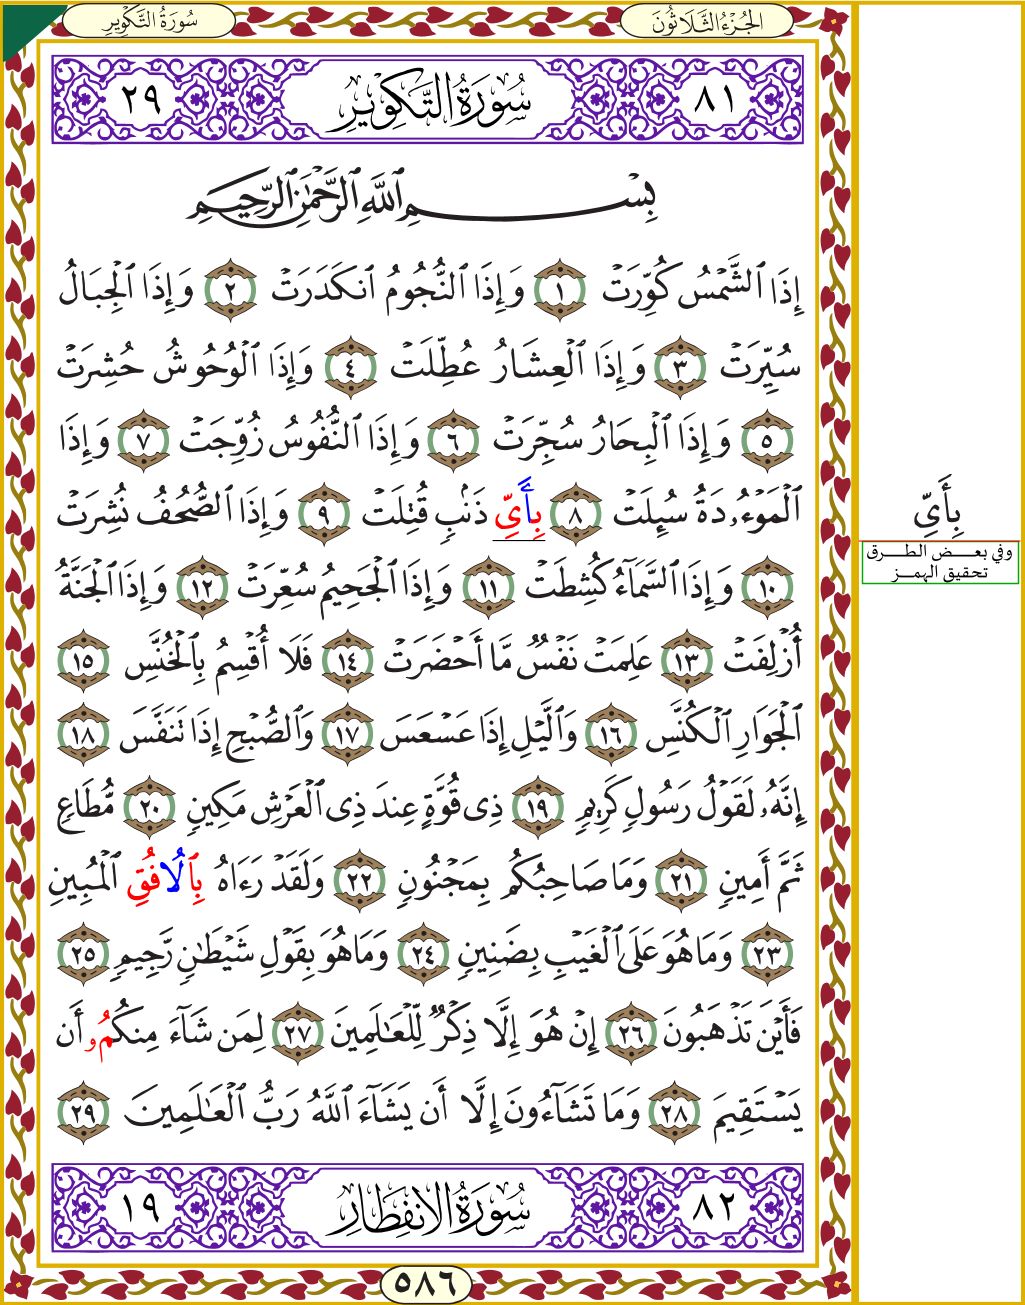 الجُزْءُ الثَّلَاثُونَ
سُورَةُ التَّكْوِيرِ
٨١ سُورَةُ التَّكْوِيرِ ٢٩
بِسْمِ ٱللَّهِ ٱلرَّحْمَٰنِ ٱلرَّحِيمِ
إِذَا ٱلشَّمْسُ كُوِّرَتْ ١ وَإِذَا ٱلنُّجُومُ ٱنكَدَرَتْ ٢ وَإِذَا ٱلْجِبَالُ
سُيِّرَتْ ٣ وَإِذَا ٱلْعِشَارُ عُطِّلَتْ ٤ وَإِذَا ٱلْوُحُوشُ حُشِرَتْ
٥ وَإِذَا ٱلْبِحَارُ سُجِّرَتْ ٦ وَإِذَا ٱلنُّفُوسُ زُوِّجَتْ ٧ وَإِذَا
ٱلْمَوْءُۥدَةُ سُئِلَتْ ٨ بِأَيِّ ذَنۢبٍ قُتِلَتْ ٩ وَإِذَا ٱلصُّحُفُ نُشِرَتْ
١٠ وَإِذَا ٱلسَّمَآءُ كُشِطَتْ ١١ وَإِذَا ٱلْجَحِيمُ سُعِّرَتْ ١٢ وَإِذَا ٱلْجَنَّةُ
أُزْلِفَتْ ١٣ عَلِمَتْ نَفْسٌ مَّا أَحْضَرَتْ ١٤ فَلَا أُقْسِمُ بِٱلْخُنَّسِ ١٥
ٱلْجَوَارِ ٱلْكُنَّسِ ١٦ وَٱلَّيْلِ إِذَا عَسْعَسَ ١٧ وَٱلصُّبْحِ إِذَا تَنَفَّسَ ١٨
إِنَّهُۥ لَقَوْلُ رَسُولٍ كَرِيمٍ ١٩ ذِى قُوَّةٍ عِندَ ذِى ٱلْعَرْشِ مَكِينٍ ٢٠ مُّطَاعٍ
ثَمَّ أَمِينٍ ٢١ وَمَا صَاحِبُكُم بِمَجْنُونٍ ٢٢ وَلَقَدْ رَءَاهُ بِٱلُافُقِ ٱلْمُبِينِ
٢٣ وَمَا هُوَ عَلَى ٱلْغَيْبِ بِضَنِينٍ ٢٤ وَمَا هُوَ بِقَوْلِ شَيْطَٰنٍ رَّجِيمٍ ٢٥
فَأَيْنَ تَذْهَبُونَ ٢٦ إِنْ هُوَ إِلَّا ذِكْرٌ لِّلْعَٰلَمِينَ ٢٧ لِمَن شَآءَ مِنكُمُۥ أَن
يَسْتَقِيمَ ٢٨ وَمَا تَشَآءُونَ إِلَّا أَن يَشَآءَ ٱللَّهُ رَبُّ ٱلْعَٰلَمِينَ ٢٩
٨٢ سُورَةُ الِانفِطَارِ ١٩
٥٨٦
بِأَيِّ
وفي بعض الطرق
تحقيق الهمز